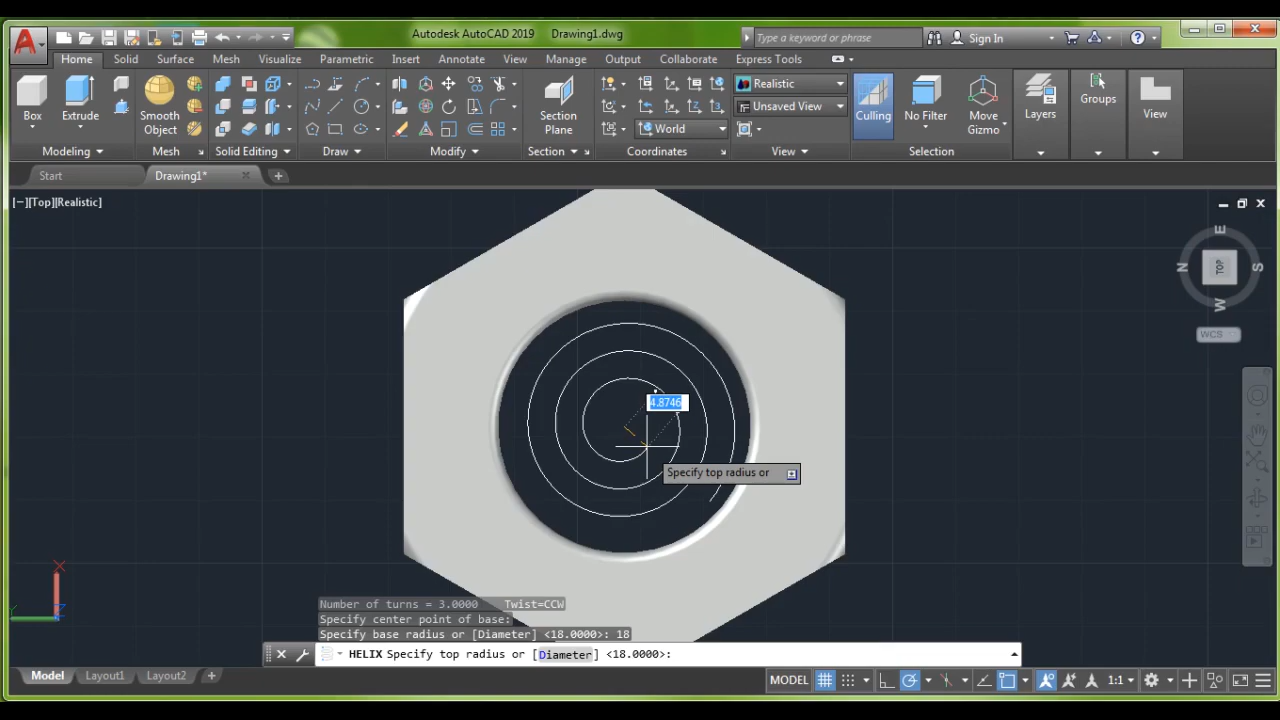 Autodesk AutoCAD 2019 Drawing1.dwg
Type a keyword or phrase
Sign In
Home Solid Surface Mesh Visualize Parametric Insert Annotate View Manage Output Collaborate Express Tools
Box
Extrude
Smooth
Object
Section
Plane
Realistic
Unsaved View
World
Culling
No Filter
Move
Gizmo
Layers
Groups
View
Modeling
Mesh
Solid Editing
Draw
Modify
Section
Coordinates
View
Selection
Start
Drawing1*
[−][Top][Realistic]
E
N
TOP
S
W
WCS
4.8746
Specify top radius or
X
Y
Z
Number of turns = 3.0000 Twist=CCW
Specify center point of base:
Specify base radius or [Diameter] <18.0000>: 18
HELIX Specify top radius or [Diameter] <18.0000>:
Model
Layout1
Layout2
MODEL
1:1